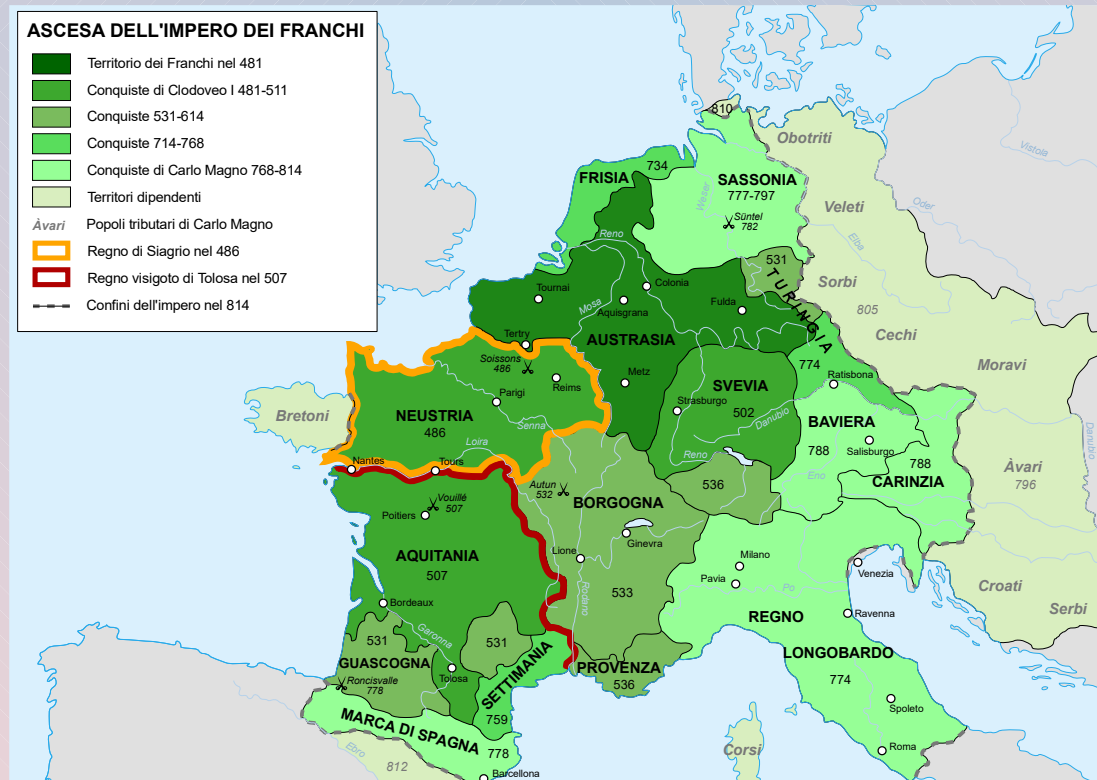 ASCESA DELL'IMPERO DEI FRANCHI
Territorio dei Franchi nel 481
Conquiste di Clodoveo I 481-511
Conquiste 531-614
Conquiste 714-768
Conquiste di Carlo Magno 768-814
Territori dipendenti
Àvari Popoli tributari di Carlo Magno
Regno di Siagrio nel 486
Regno visigoto di Tolosa nel 507
Confini dell'impero nel 814
810
Obotriti
Vistola
734
FRISIA
SASSONIA
777-797
Weser
Süntel
782
Veleti
Oder
Elba
Reno
531
TURINGIA
Sorbi
805
Cechi
Tournai
Mosa
Colonia
Aquisgrana
Fulda
AUSTRASIA
Tertry
Soissons
486
Reims
Metz
Moravi
774
Ratisbona
SVEVIA
502
Strasburgo
Danubio
Parigi
NEUSTRIA
486
Senna
Loira
Bretoni
BAVIERA
788
Salisburgo
Danubio
Nantes
Tours
Reno
536
Eno
788
CARINZIA
Àvari
796
Autun
532
BORGOGNA
Vouillé
507
Poitiers
Lione
Ginevra
AQUITANIA
507
Milano
Pavia
Po
Venezia
Rodano
533
Croati
Serbi
Bordeaux
REGNO
Ravenna
Garonna
531
531
GUASCOGNA
LONGOBARDO
774
Tolosa
SETTIMANIA
759
PROVENZA
536
Roncisvalle
778
Spoleto
MARCA DI SPAGNA
778
Ebro
812
Barcellona
Corsi
Roma